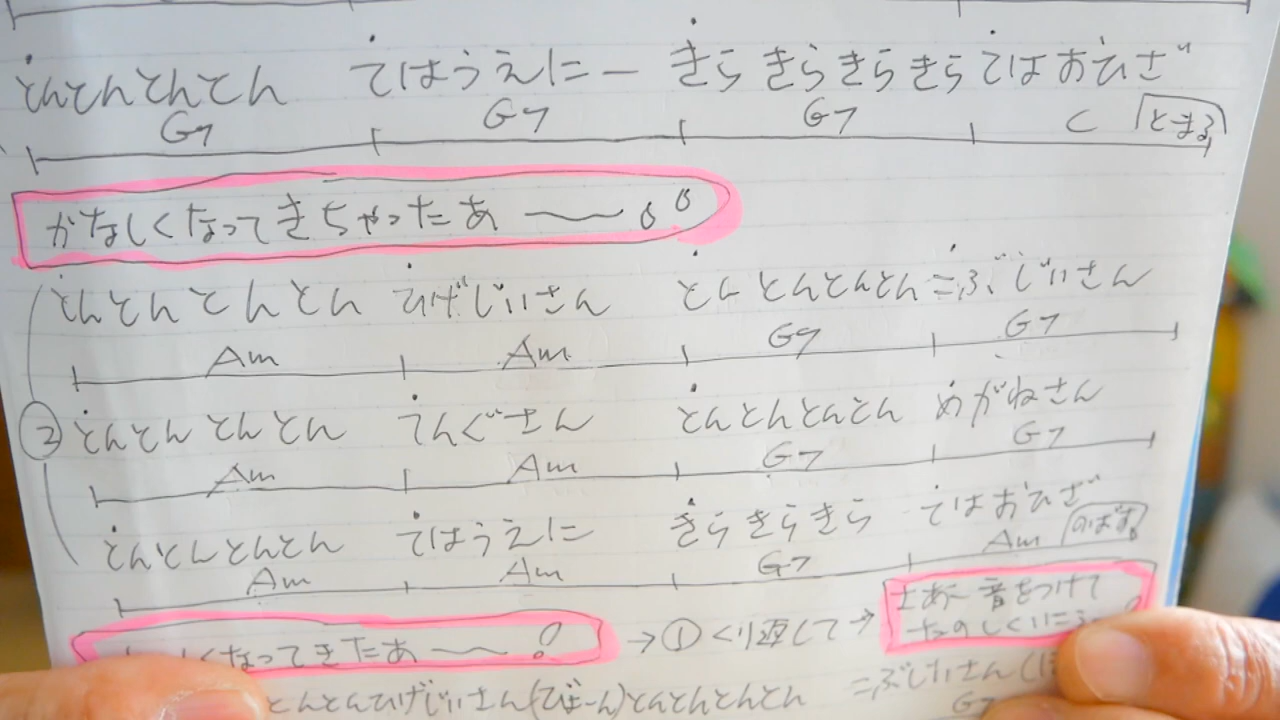 とんとんとんとん てはうえにー きら きらきらきら てはおひざ
G7 G7 G7 C とまる
かなしくなってきちゃったあ〜〜
とんとんとんとん ひげじいさん とん とんとんとん こぶじいさん
Am Am G7 G7
② とんとんとんとん てんぐさん とんとんとんとん めがねさん
Am Am G7 G7
とんとんとんとん てはうえに きらきらきら てはおひざ
Am Am G7 Am のばす
くなってきたあ〜〜! →①くり返して→ 音をつけて
とんとんひげじいさん(びよーん)とんとんとんとん こぶじいさん(
G7